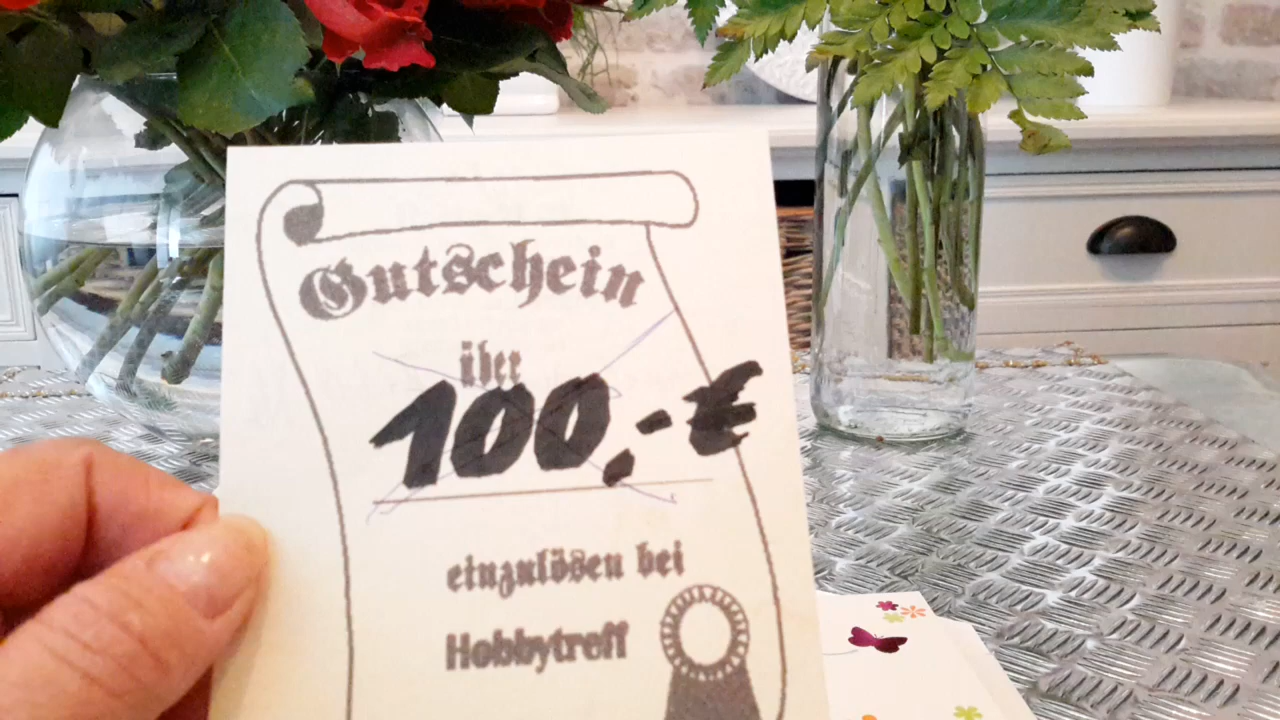 Gutschein
über
100,-€
einzulösen bei
Hobbytreff